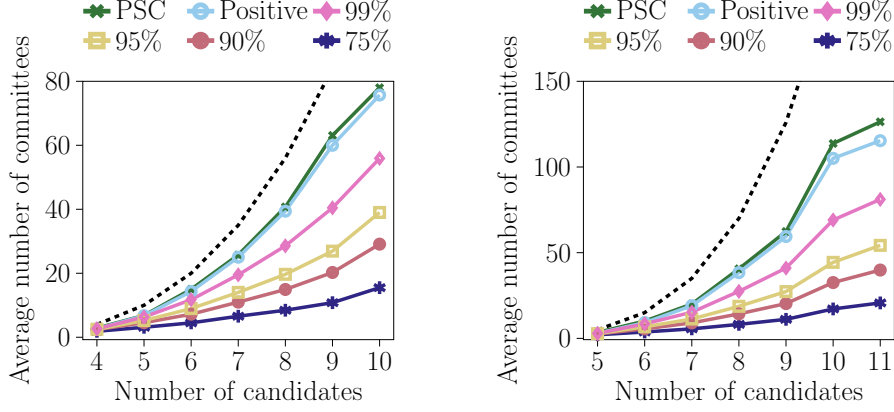 PSC Positive 99%
95% 90% 75%
Average number of committees
80
60
40
20
0
4 5 6 7 8 9 10
Number of candidates
PSC Positive 99%
95% 90% 75%
Average number of committees
150
100
50
0
5 6 7 8 9 10 11
Number of candidates